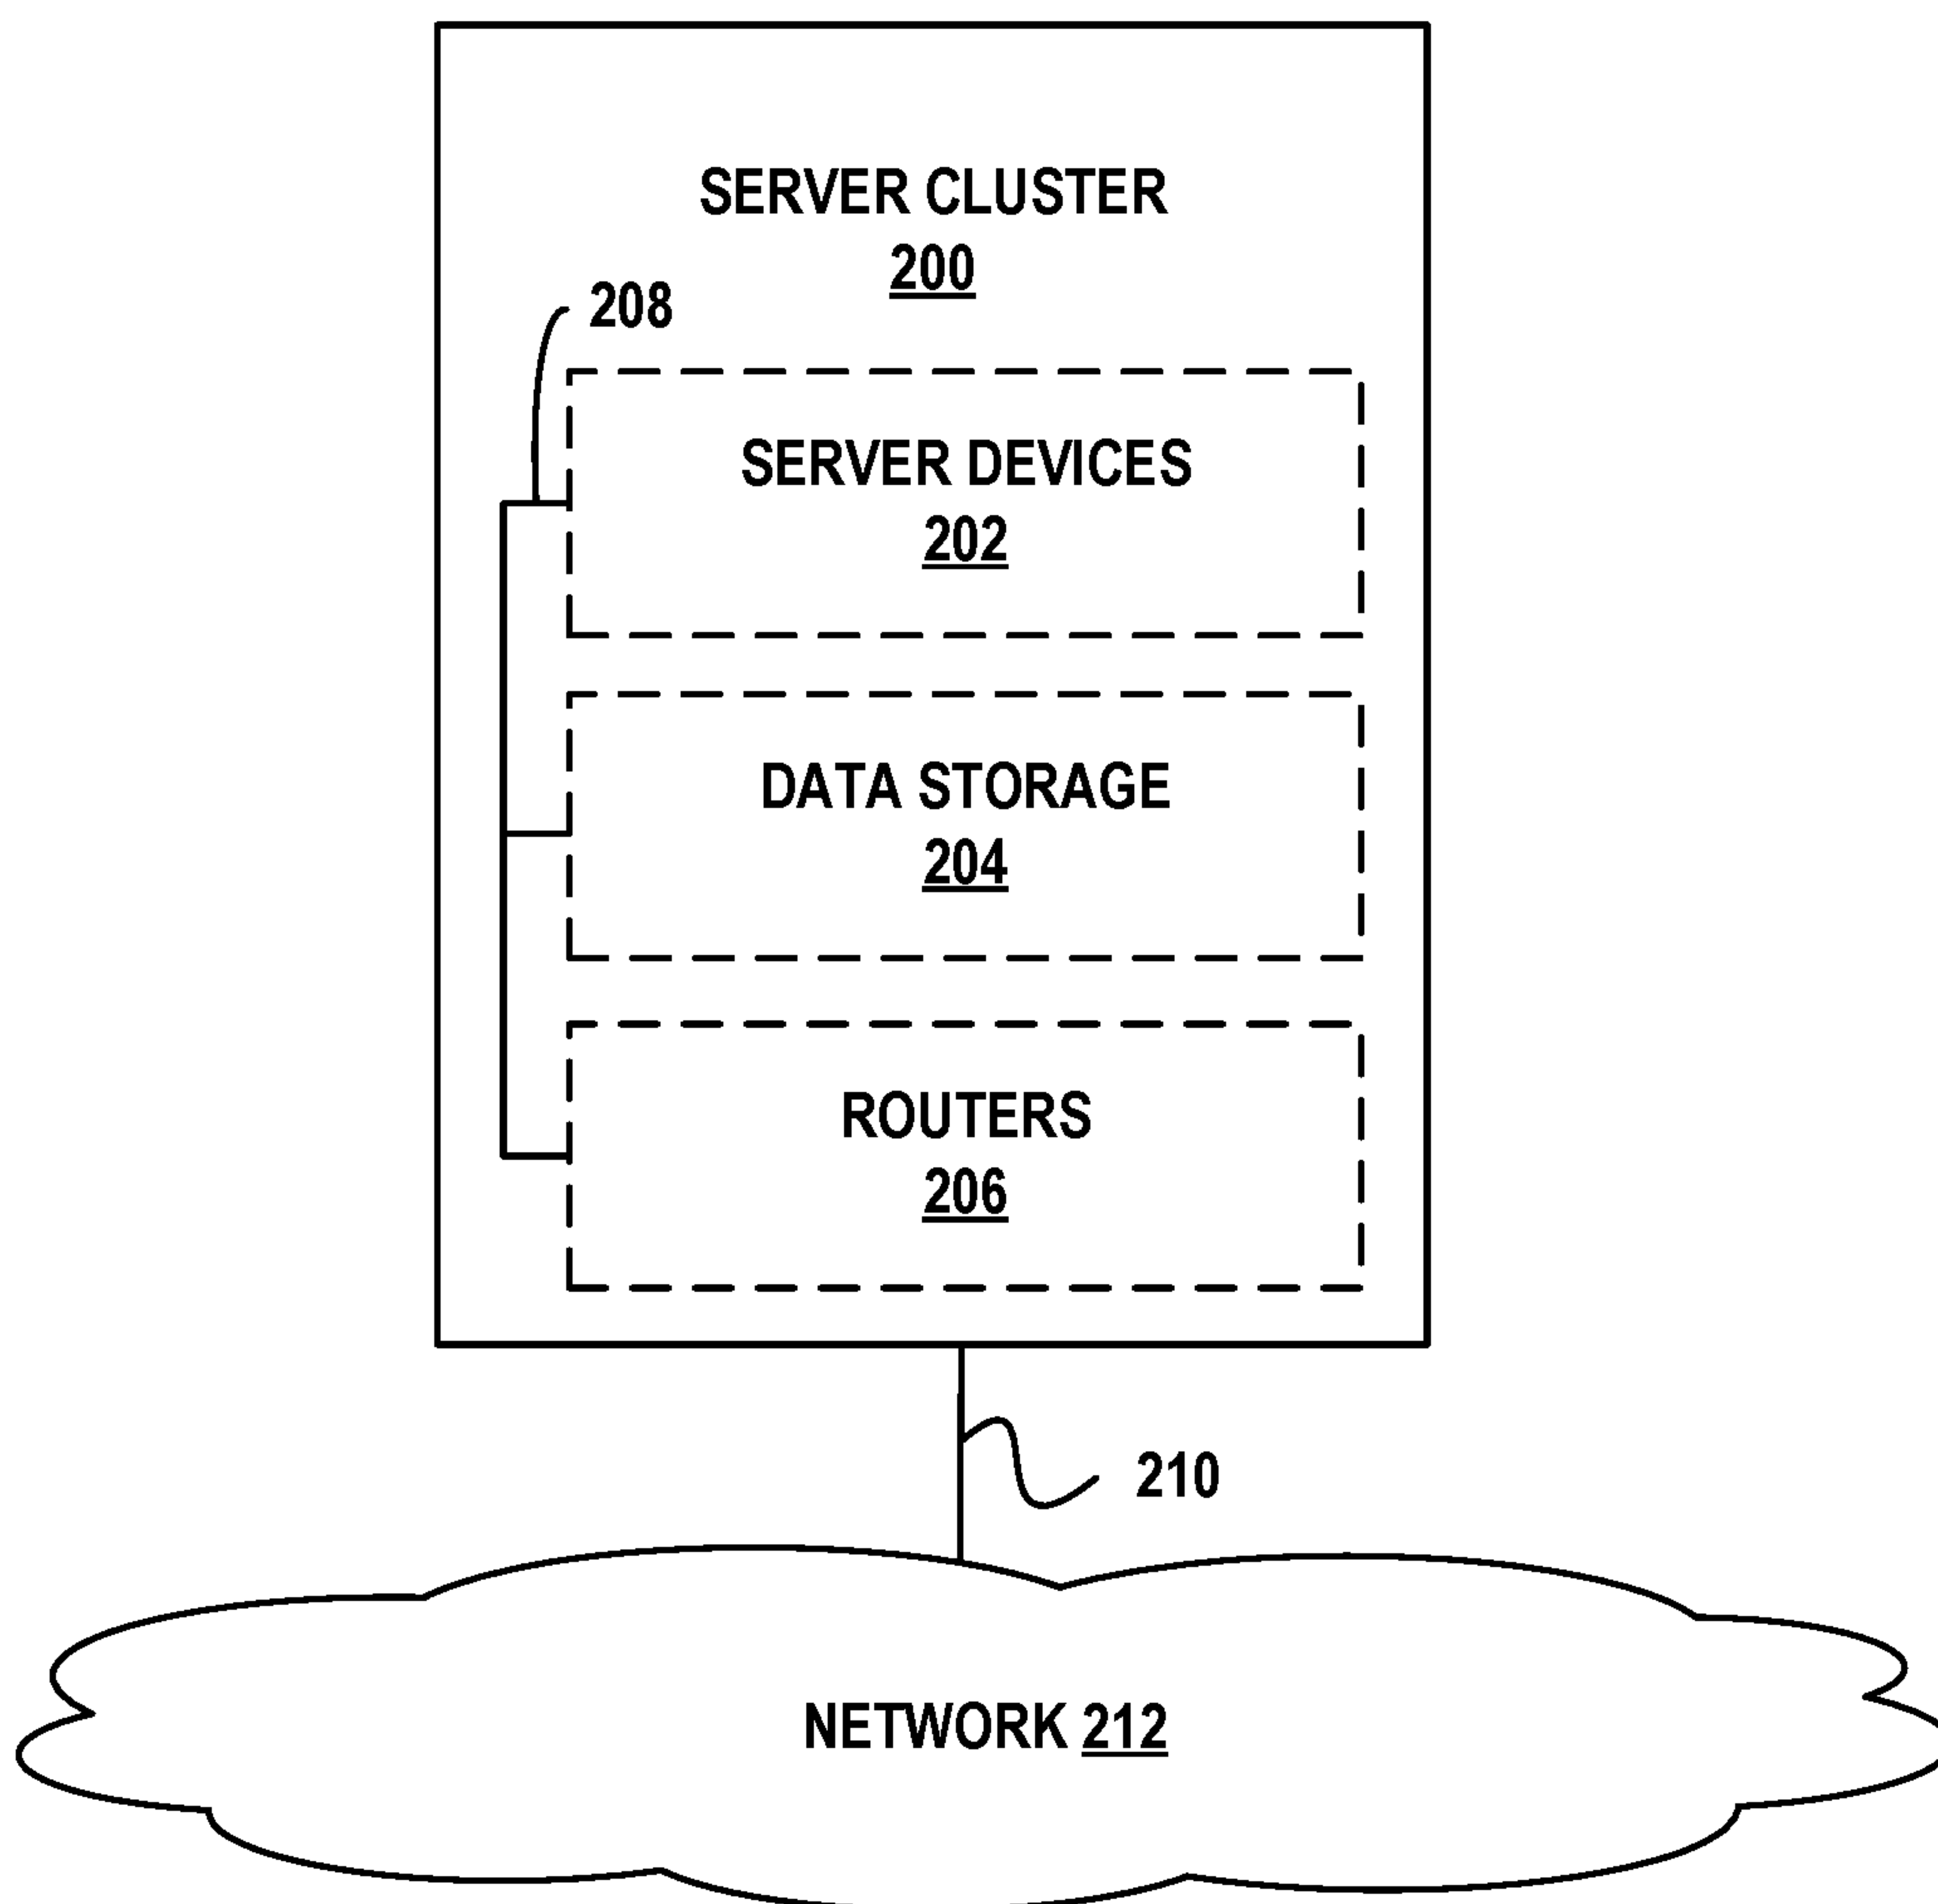 SERVER CLUSTER
200
208
SERVER DEVICES
202
DATA STORAGE
204
ROUTERS
206
210
NETWORK 212